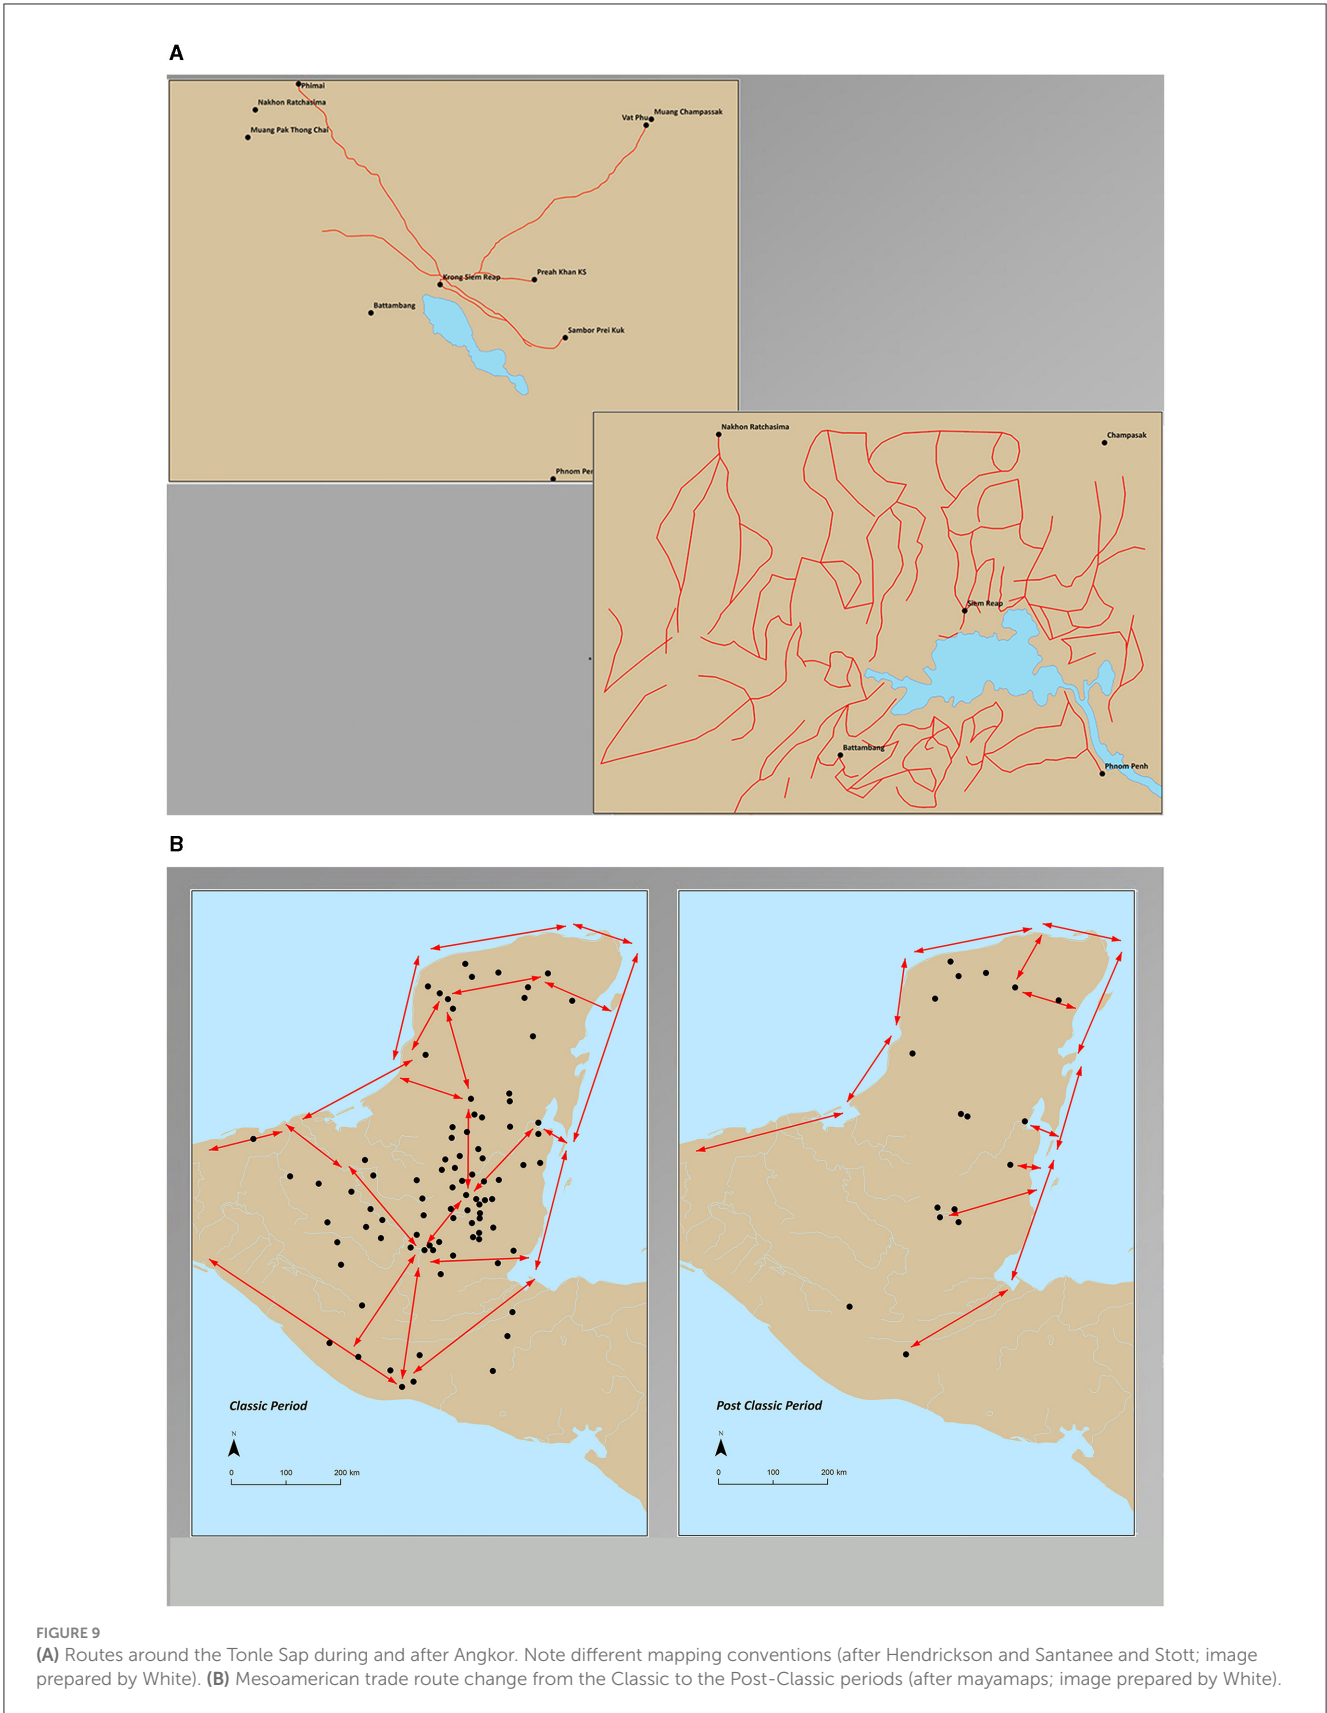 A
Phimai
Nakhon Ratchasima
Muang Pak Thong Chai
Vat Phu
Muang Champassak
Krong Siem Reap
Preah Khan KS
Battambang
Sambor Prei Kuk
Nakhon Ratchasima
Champasak
Siem Reap
Battambang
Phnom Penh
B
Classic Period
N
0 100 200 km
Post Classic Period
N
0 100 200 km
FIGURE 9
(A) Routes around the Tonle Sap during and after Angkor. Note different mapping conventions (after Hendrickson and Santanee and Stott; image
prepared by White). (B) Mesoamerican trade route change from the Classic to the Post-Classic periods (after mayamaps; image prepared by White).